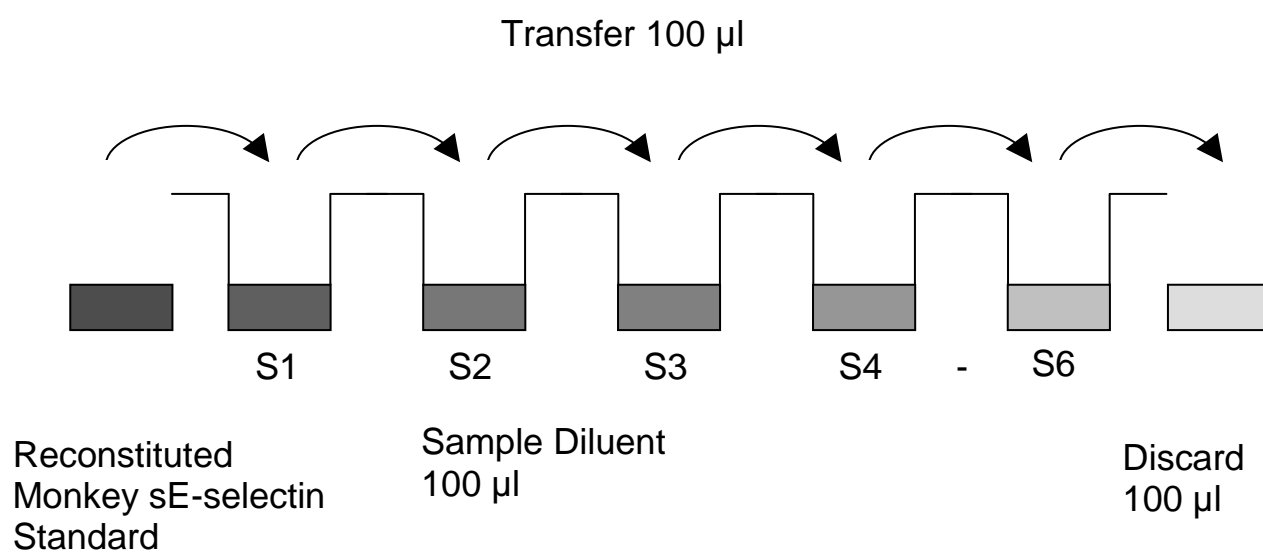 Transfer 100 µl
S1 S2 S3 S4 - S6
Reconstituted
Monkey sE-selectin
Standard
Sample Diluent
100 µl
Discard
100 µl